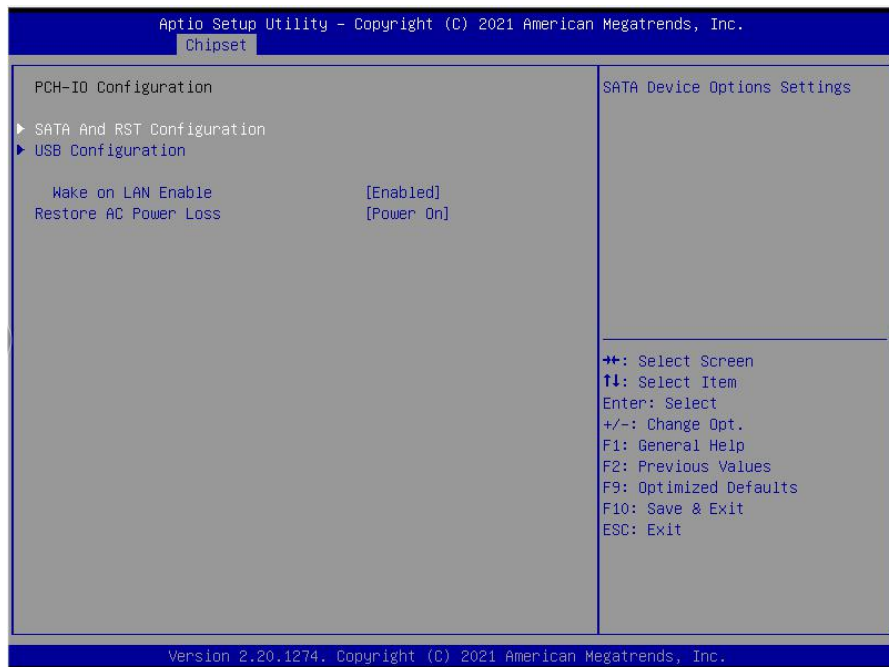 Aptio Setup Utility – Copyright (C) 2021 American Megatrends, Inc.
Chipset
PCH-IO Configuration
SATA And RST Configuration
USB Configuration
Wake on LAN Enable [Enabled]
Restore AC Power Loss [Power On]
SATA Device Options Settings
→←: Select Screen
↑↓: Select Item
Enter: Select
+/-: Change Opt.
F1: General Help
F2: Previous Values
F9: Optimized Defaults
F10: Save & Exit
ESC: Exit
Version 2.20.1274. Copyright (C) 2021 American Megatrends, Inc.